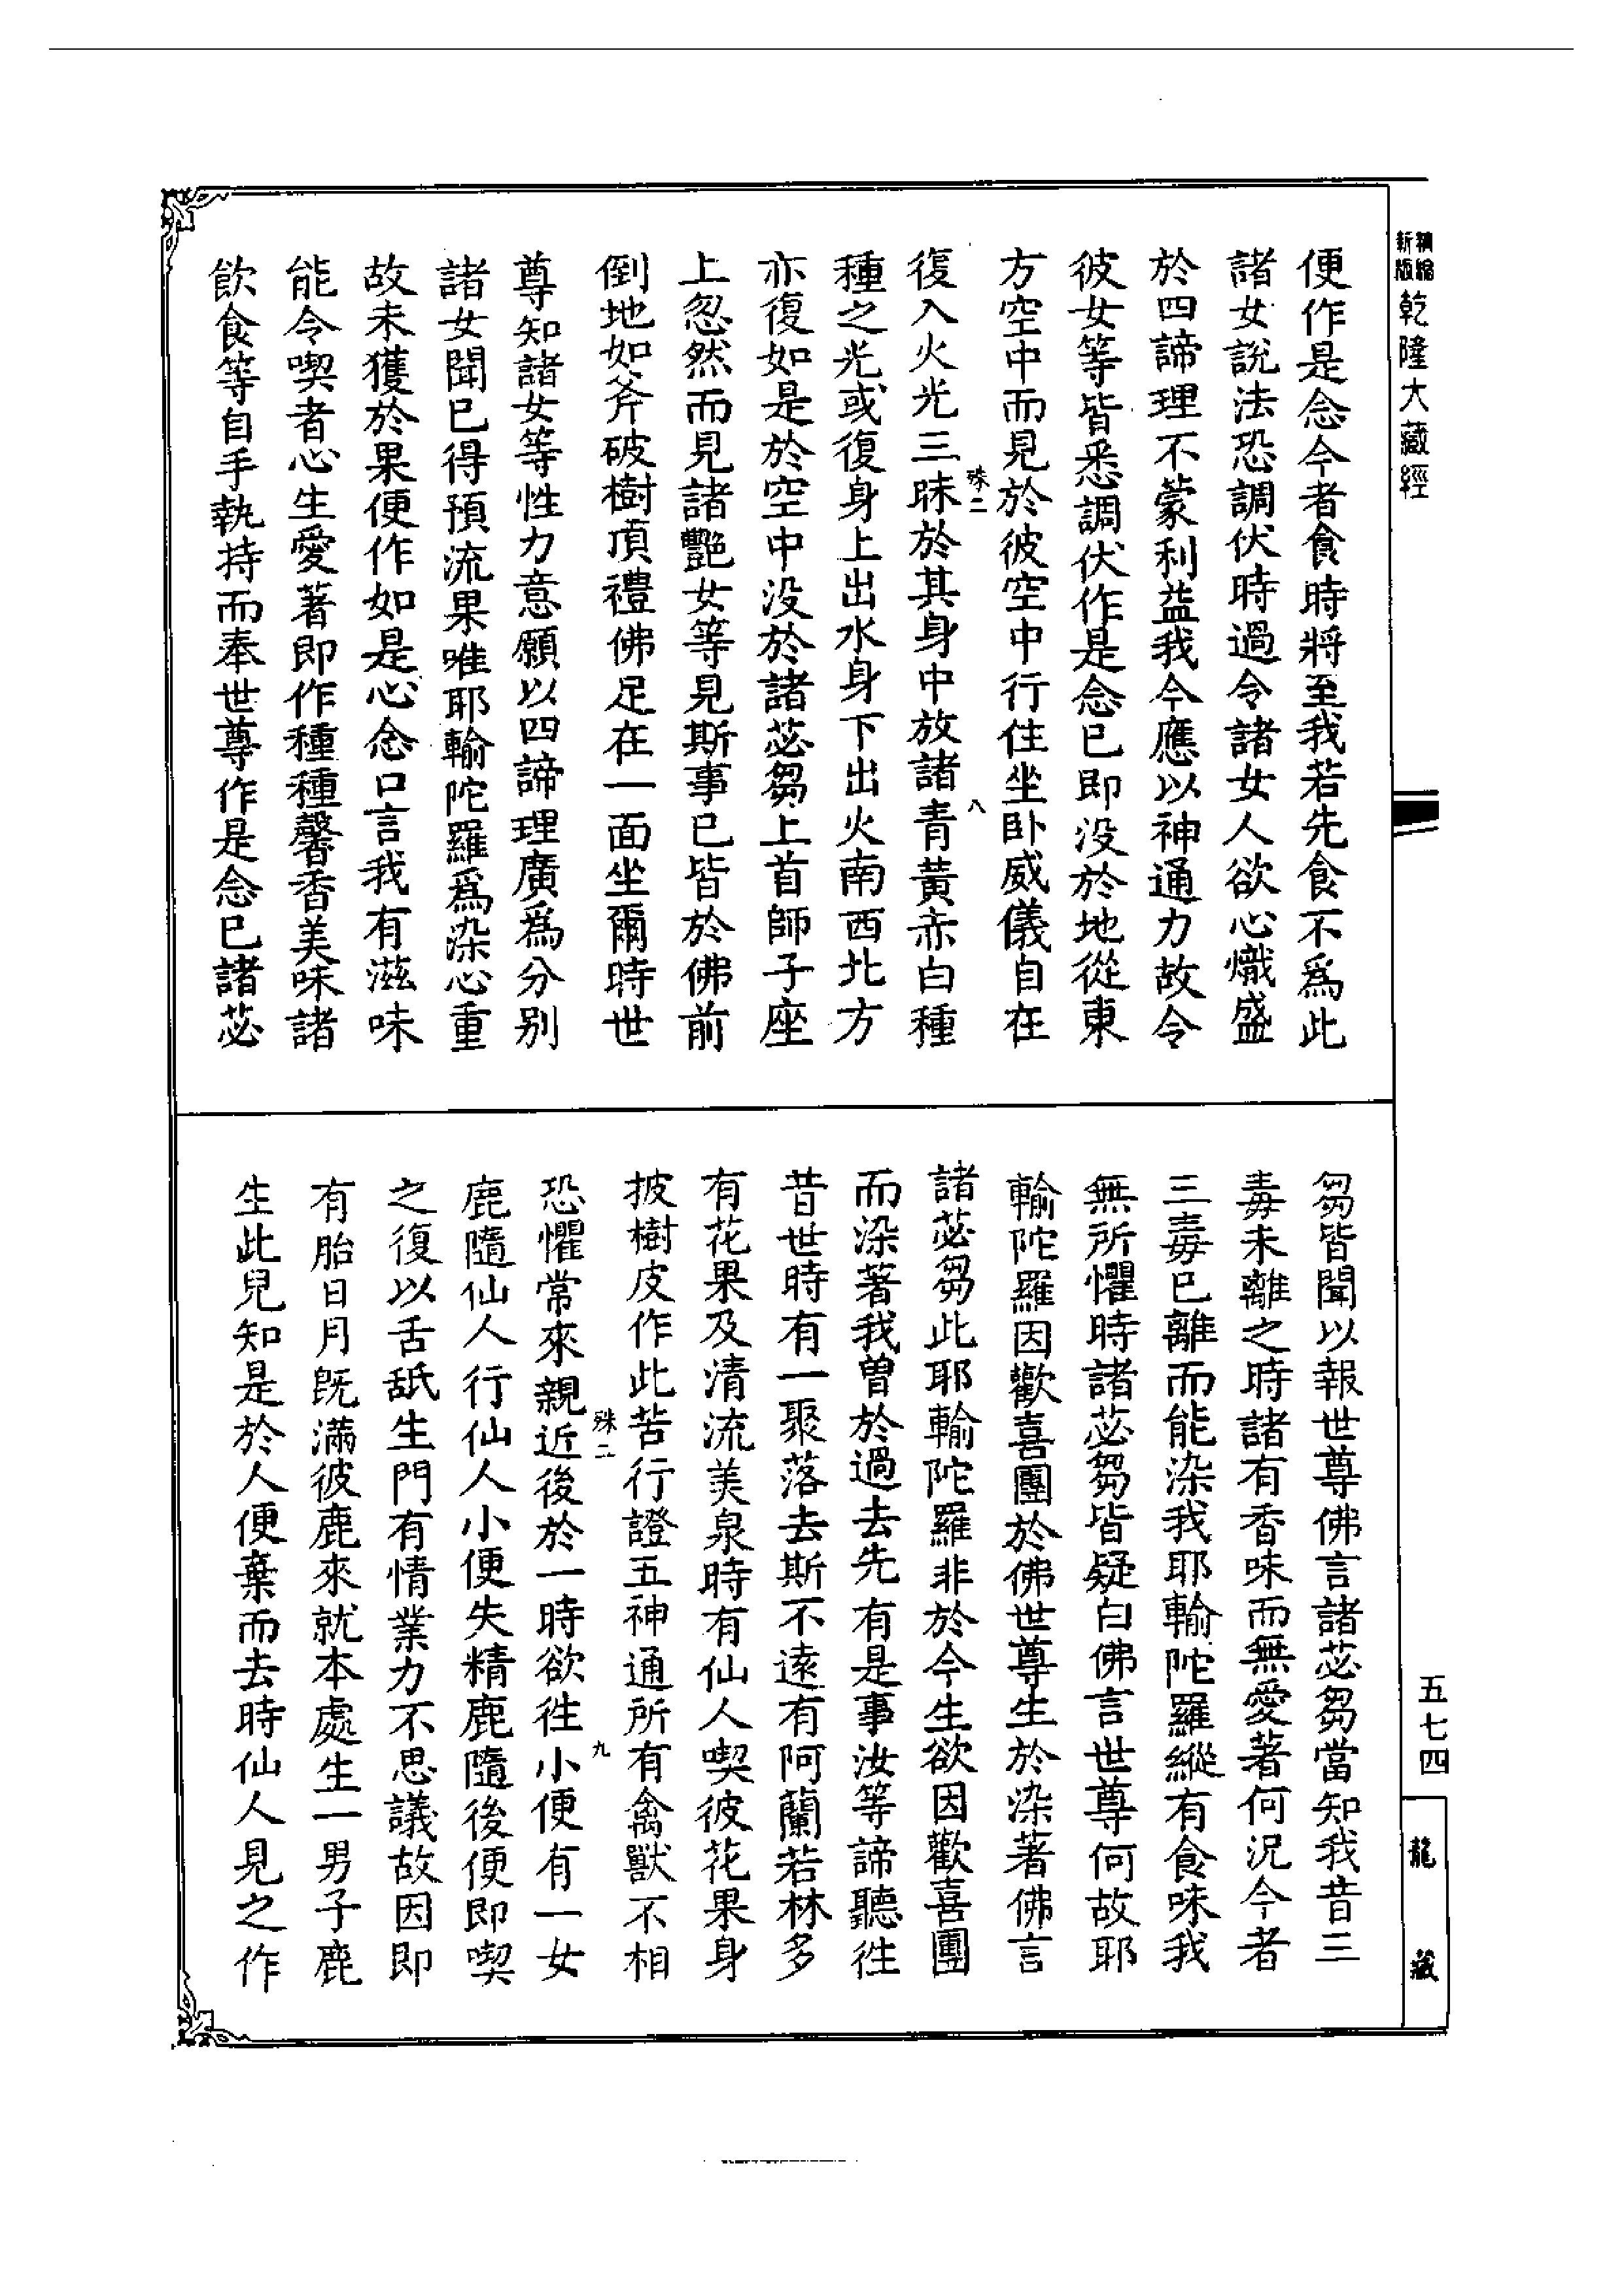 新編縮版 乾隆大藏經
便作是念今者食時將至我若先食不爲此
諸女說法恐調伏時過令諸女人欲心熾盛
於四諦理不蒙利益我今應以神通力故令
彼女等皆悉調伏作是念已即没於地從東
方空中而見於彼空中行住坐卧威儀自在
殊二 八
復入火光三昧於其身中放諸青黃赤白種
種之光或復身上出水身下出火南西北方
亦復如是於空中没於諸苾芻上首師子座
上忽然而見諸艷女等見斯事已皆於佛前
倒地如斧破樹頂禮佛足在一面坐爾時世
尊知諸女等性力意願以四諦理廣爲分别
諸女聞已得預流果唯耶輸陀羅爲染心重
故未獲於果便作如是心念口言我有滋味
能令喫者心生愛著即作種種馨香美味諸
飲食等自手執持而奉世尊作是念已諸苾
芻皆聞以報世尊佛言諸苾芻當知我昔三
毒未離之時諸有香味而無愛著何況今者
三毒已離而能染我耶輸陀羅縱有食味我
無所懼時諸苾芻皆疑白佛言世尊何故耶
輸陀羅因歡喜團於佛世尊生於染著佛言
諸苾芻此耶輸陀羅非於今生欲因歡喜團
而染著我曽於過去先有是事汝等諦聽徃
昔世時有一聚落去斯不遠有阿蘭若林多
有花果及清流美泉時有仙人喫彼花果身
披樹皮作此苦行證五神通所有禽獸不相
殊二 九
恐懼常來親近後於一時欲徃小便有一女
鹿隨仙人行仙人小便失精鹿隨後便即喫
之復以舌舐生門有情業力不思議故因即
有胎日月旣滿彼鹿來就本處生一男子鹿
生此兒知是於人便棄而去時仙人見之作
五七四
龍藏